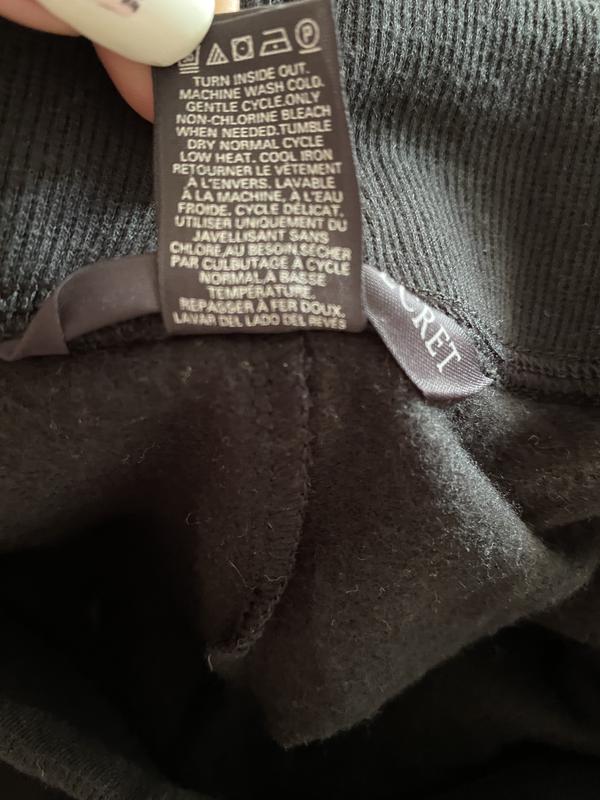 P
TURN INSIDE OUT.
MACHINE WASH COLD.
GENTLE CYCLE.ONLY
NON-CHLORINE BLEACH
WHEN NEEDED.TUMBLE
DRY NORMAL CYCLE
LOW HEAT. COOL IRON
RETOURNER LE VÊTEMENT
À L'ENVERS. LAVABLE
À LA MACHINE, À L'EAU
FROIDE. CYCLE DÉLICAT.
UTILISER UNIQUEMENT DU
JAVELLISANT SANS
CHLORE,AU BESOIN.SÉCHER
PAR CULBUTAGE À CYCLE
NORMAL,À BASSE
TEMPÉRATURE.
REPASSER À FER DOUX.
LAVAR DEL LADO DEL REVÉS
ECRET